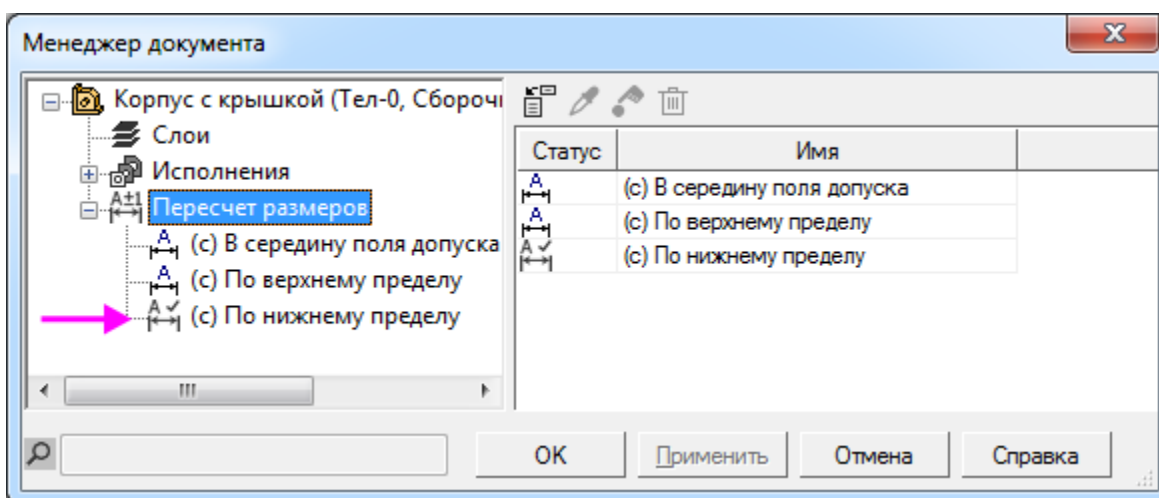 Менеджер документа
Корпус с крышкой (Тел-0, Сбороч
Слои
Исполнения
Пересчет размеров
(с) В середину поля допуска
(с) По верхнему пределу
(с) По нижнему пределу
Статус Имя
(с) В середину поля допуска
(с) По верхнему пределу
(с) По нижнему пределу
OK Применить Отмена Справка